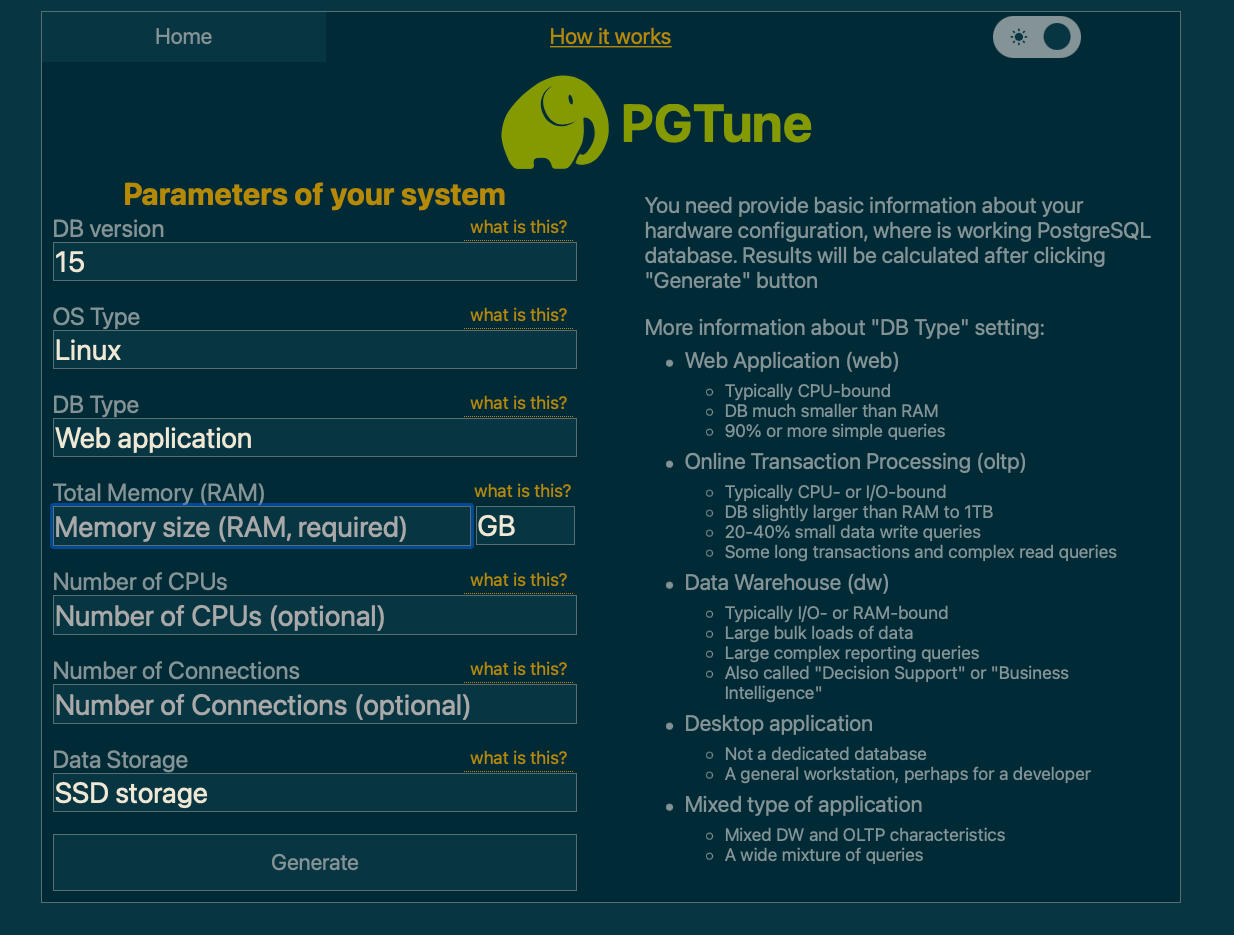 Home
How it works
PGTune
Parameters of your system
DB version
what is this?
15
OS Type
what is this?
Linux
DB Type
what is this?
Web application
Total Memory (RAM)
what is this?
Memory size (RAM, required)
GB
Number of CPUs
what is this?
Number of CPUs (optional)
Number of Connections
what is this?
Number of Connections (optional)
Data Storage
what is this?
SSD storage
Generate
You need provide basic information about your
hardware configuration, where is working PostgreSQL
database. Results will be calculated after clicking
"Generate" button
More information about "DB Type" setting:
Web Application (web)
Typically CPU-bound
DB much smaller than RAM
90% or more simple queries
Online Transaction Processing (oltp)
Typically CPU- or I/O-bound
DB slightly larger than RAM to 1TB
20-40% small data write queries
Some long transactions and complex read queries
Data Warehouse (dw)
Typically I/O- or RAM-bound
Large bulk loads of data
Large complex reporting queries
Also called "Decision Support" or "Business
Intelligence"
Desktop application
Not a dedicated database
A general workstation, perhaps for a developer
Mixed type of application
Mixed DW and OLTP characteristics
A wide mixture of queries